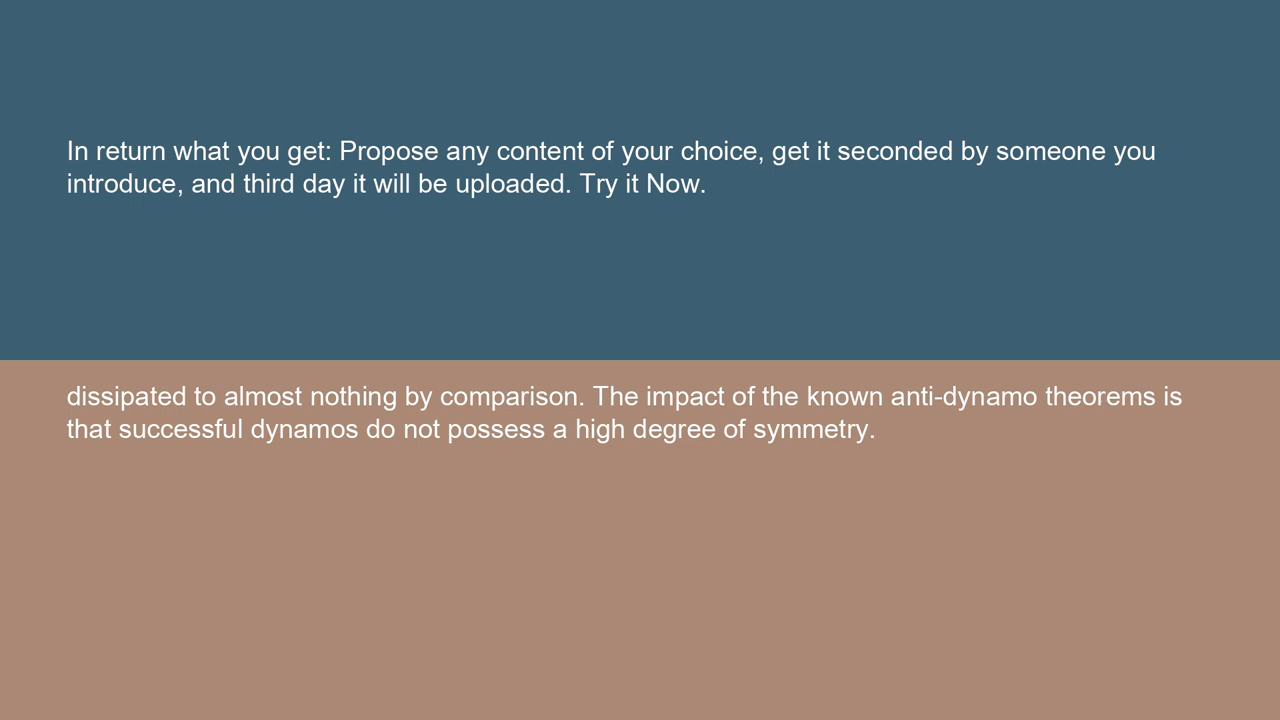 In return what you get: Propose any content of your choice, get it seconded by someone you
introduce, and third day it will be uploaded. Try it Now.
dissipated to almost nothing by comparison. The impact of the known anti-dynamo theorems is
that successful dynamos do not possess a high degree of symmetry.